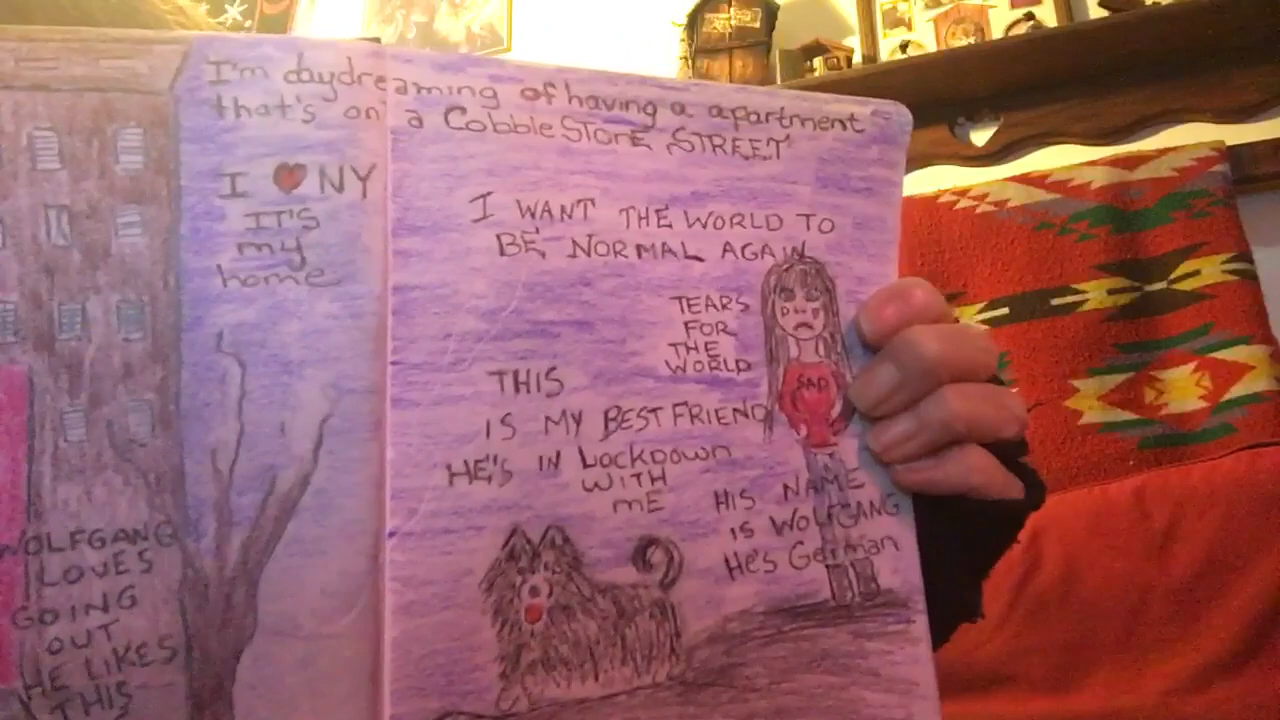 I'm daydreaming of having a apartment
that's on a CobbleSTORE STREET
I ❤ NY
IT'S
my
home
I WANT THE WORLD TO
BE NORMAL AGAIN
TEARS
FOR
THE
WORLD
SAD
THIS
IS MY BEST FRIEND
HE'S IN LOCKDOWN
WITH
ME
HIS NAME
IS WOLFGANG
He's German
WOLFGANG
LOVES
GOING
OUT
HE LIKES
THIS